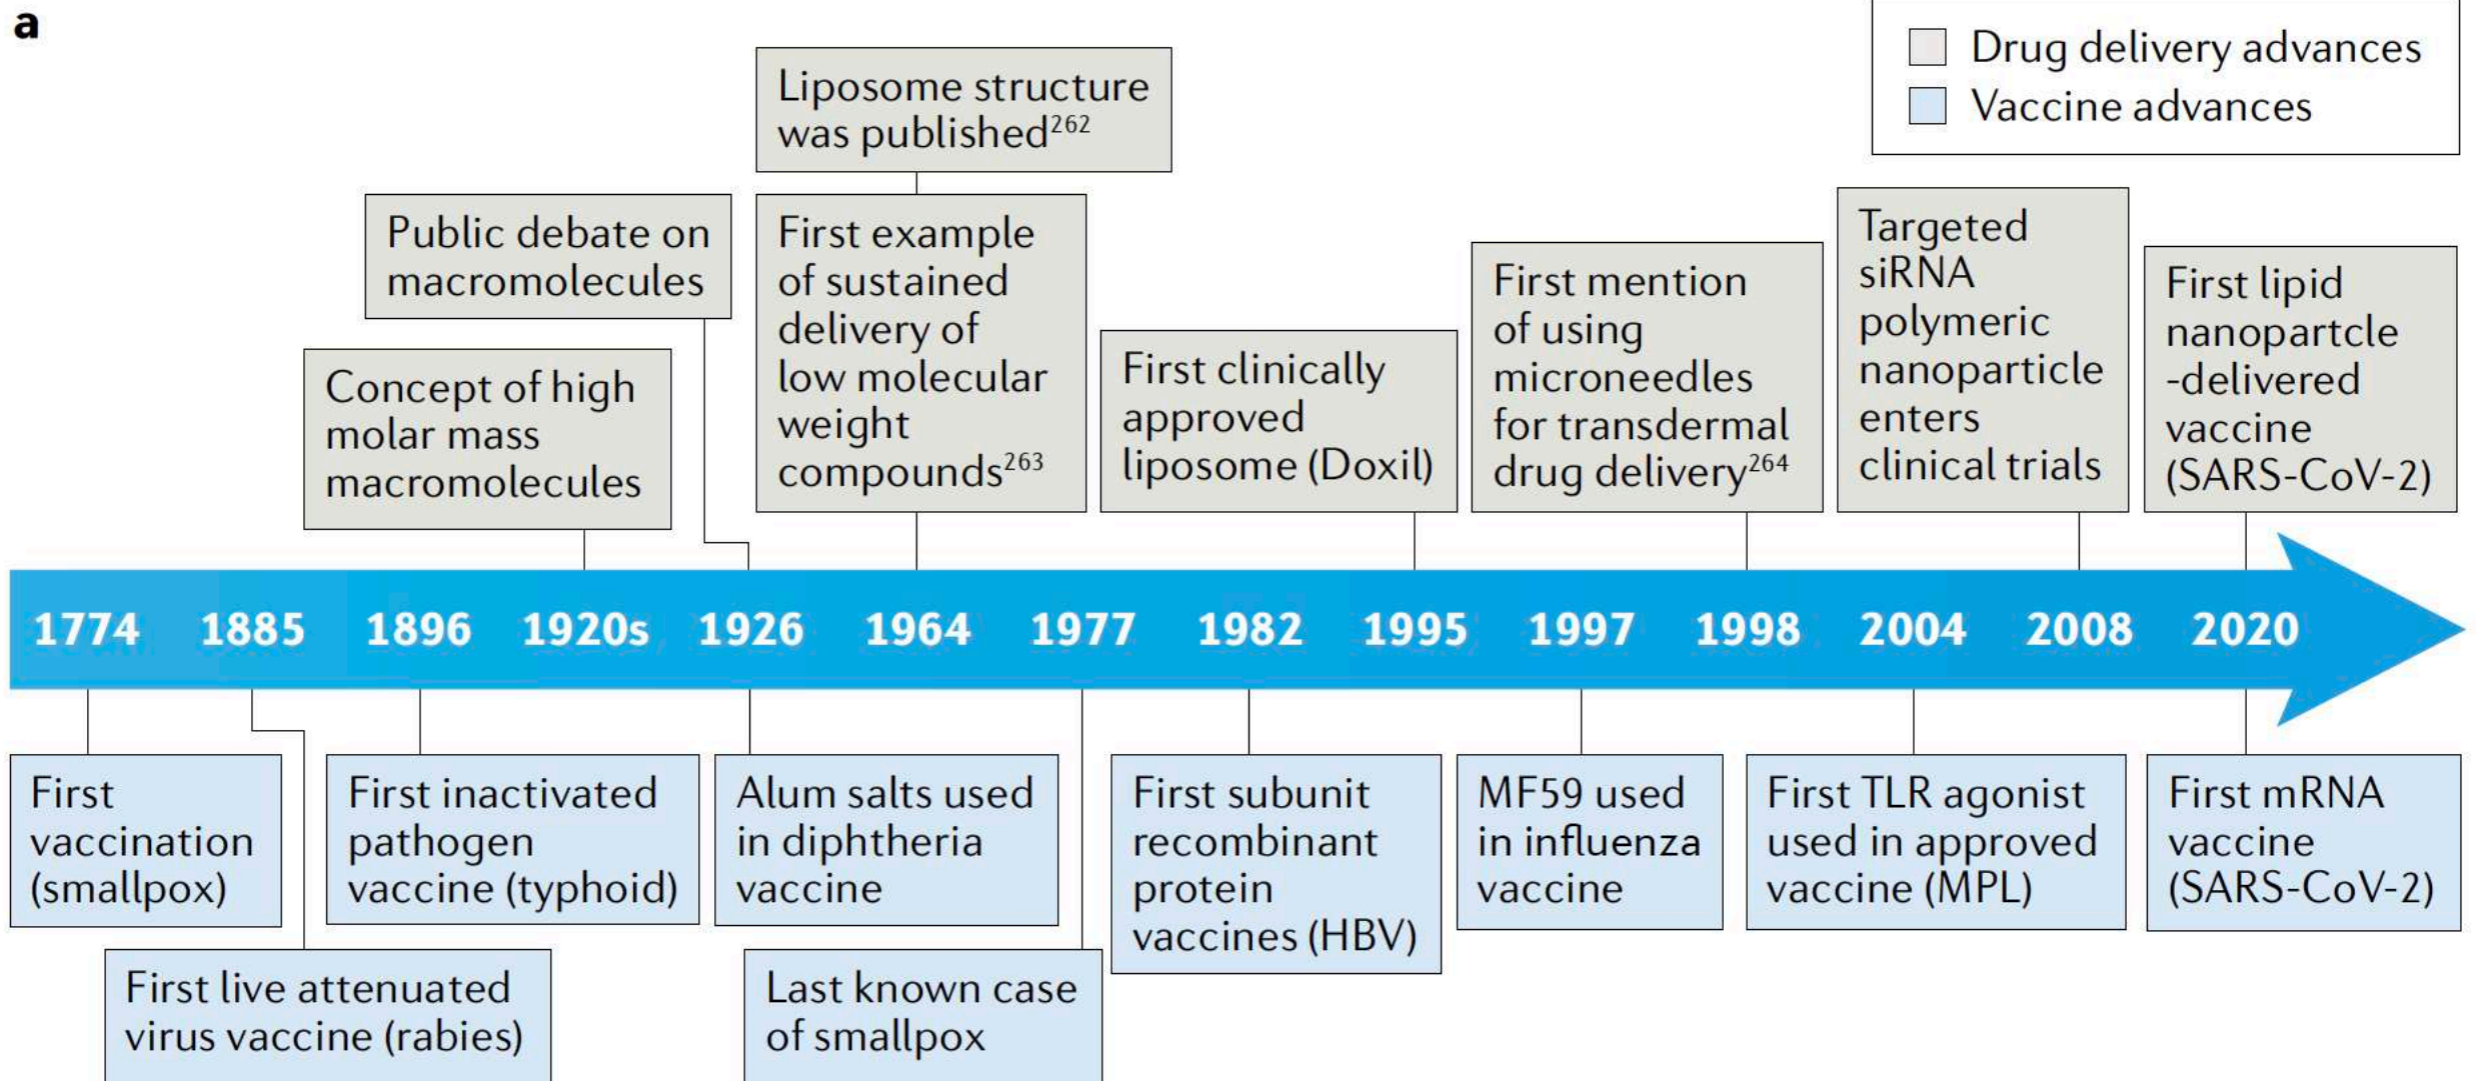 a
Drug delivery advances
Vaccine advances
Liposome structure
was published262
Public debate on
macromolecules
First example
of sustained
delivery of
low molecular
weight
compounds263
Concept of high
molar mass
macromolecules
First clinically
approved
liposome (Doxil)
First mention
of using
microneedles
for transdermal
drug delivery264
Targeted
siRNA
polymeric
nanoparticle
enters
clinical trials
First lipid
nanopartcle
-delivered
vaccine
(SARS-CoV-2)
1774 1885 1896 1920s 1926 1964 1977 1982 1995 1997 1998 2004 2008 2020
First
vaccination
(smallpox)
First live attenuated
virus vaccine (rabies)
First inactivated
pathogen
vaccine (typhoid)
Alum salts used
in diphtheria
vaccine
Last known case
of smallpox
First subunit
recombinant
protein
vaccines (HBV)
MF59 used
in influenza
vaccine
First TLR agonist
used in approved
vaccine (MPL)
First mRNA
vaccine
(SARS-CoV-2)